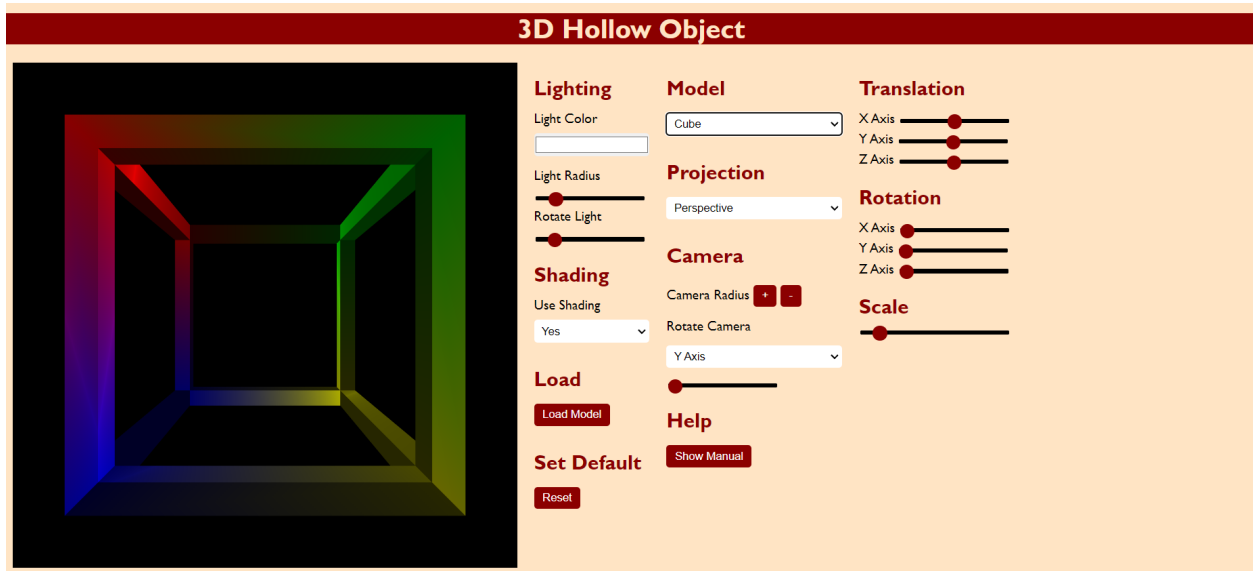 3D Hollow Object
Lighting
Light Color
Light Radius
Rotate Light
Shading
Use Shading
Yes
Load
Load Model
Set Default
Reset
Model
Cube
Projection
Perspective
Camera
Camera Radius + -
Rotate Camera
Y Axis
Help
Show Manual
Translation
X Axis
Y Axis
Z Axis
Rotation
X Axis
Y Axis
Z Axis
Scale